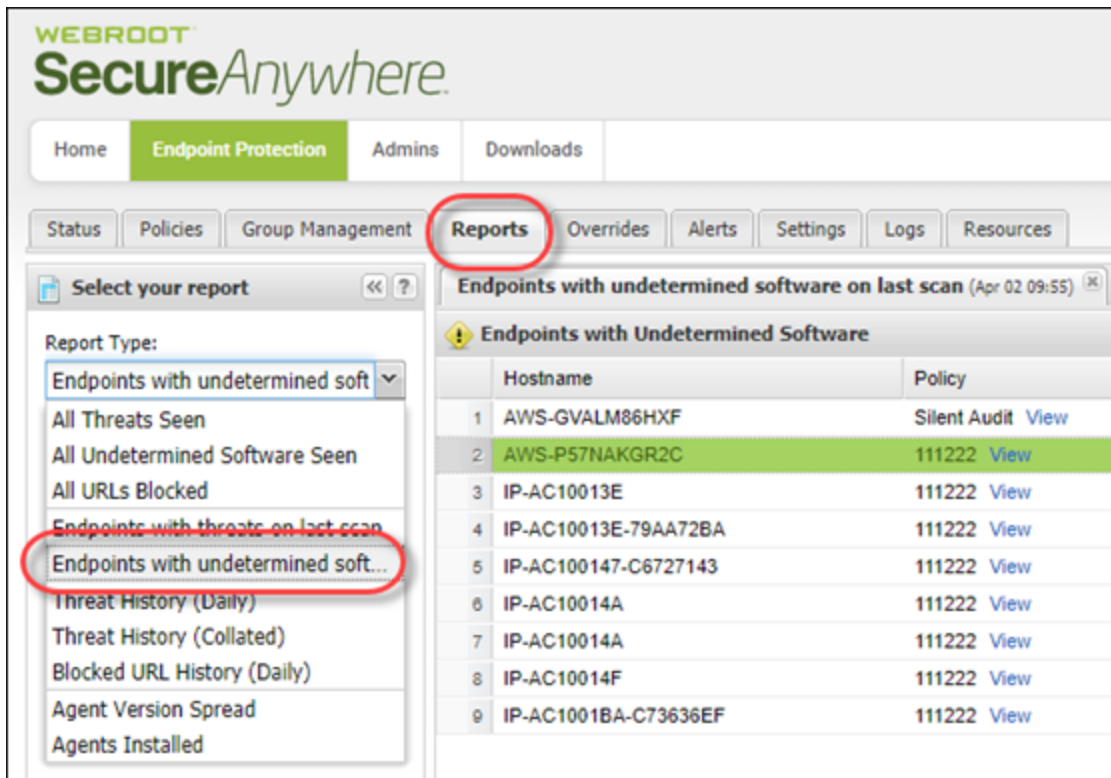 WEBROOT
SecureAnywhere.
Home Endpoint Protection Admins Downloads
Status Policies Group Management Reports Overrides Alerts Settings Logs Resources
Select your report « ?
Report Type:
Endpoints with undetermined soft
All Threats Seen
All Undetermined Software Seen
All URLs Blocked
Endpoints with threats on last scan
Endpoints with undetermined soft...
Threat History (Daily)
Threat History (Collated)
Blocked URL History (Daily)
Agent Version Spread
Agents Installed
Endpoints with undetermined software on last scan (Apr 02 09:55)
Endpoints with Undetermined Software
Hostname Policy
1 AWS-GVALM86HXF Silent Audit View
2 AWS-P57NAKGR2C 111222 View
3 IP-AC10013E 111222 View
4 IP-AC10013E-79AA72BA 111222 View
5 IP-AC100147-C6727143 111222 View
6 IP-AC10014A 111222 View
7 IP-AC10014A 111222 View
8 IP-AC10014F 111222 View
9 IP-AC1001BA-C73636EF 111222 View